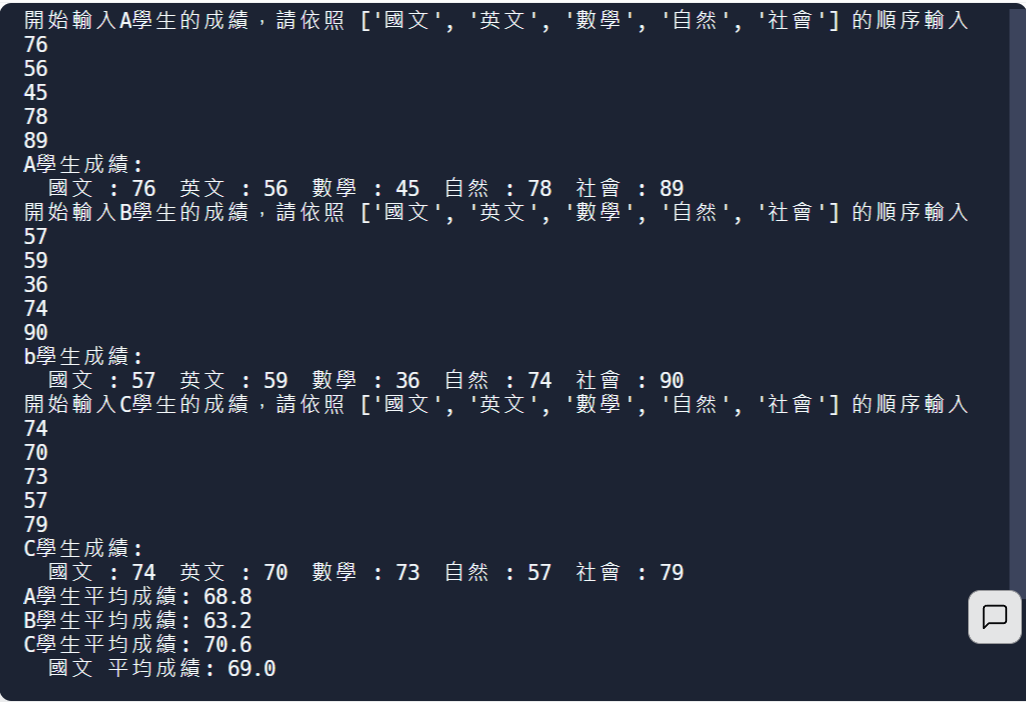 開始輸入A學生的成績，請依照 ['國文', '英文', '數學', '自然', '社會'] 的順序輸入
76
56
45
78
89
A學生成績:
  國文 : 76  英文 : 56  數學 : 45  自然 : 78  社會 : 89
開始輸入B學生的成績，請依照 ['國文', '英文', '數學', '自然', '社會'] 的順序輸入
57
59
36
74
90
b學生成績:
  國文 : 57  英文 : 59  數學 : 36  自然 : 74  社會 : 90
開始輸入C學生的成績，請依照 ['國文', '英文', '數學', '自然', '社會'] 的順序輸入
74
70
73
57
79
C學生成績:
  國文 : 74  英文 : 70  數學 : 73  自然 : 57  社會 : 79
A學生平均成績: 68.8
B學生平均成績: 63.2
C學生平均成績: 70.6
  國文 平均成績: 69.0